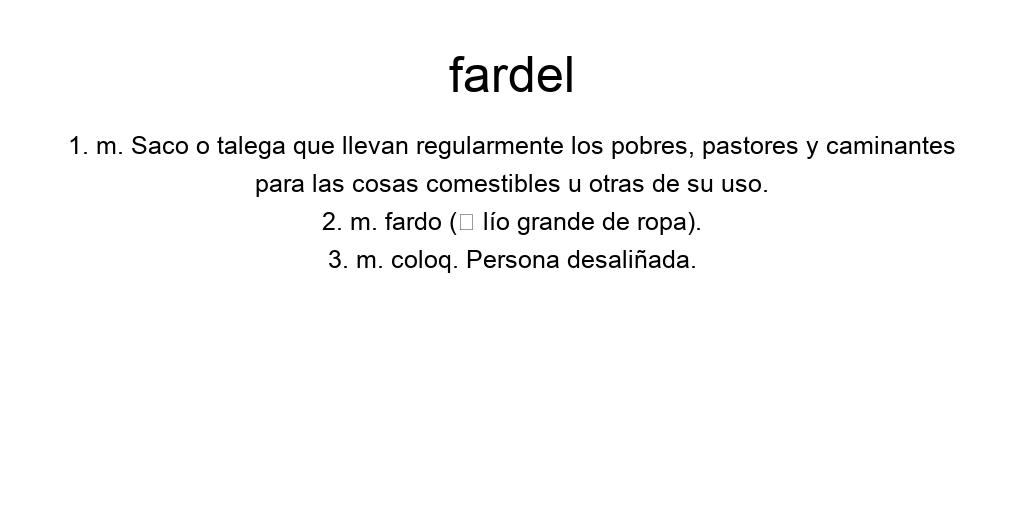 fardel
1. m. Saco o talega que llevan regularmente los pobres, pastores y caminantes
para las cosas comestibles u otras de su uso.
2. m. fardo (□ lío grande de ropa).
3. m. coloq. Persona desaliñada.